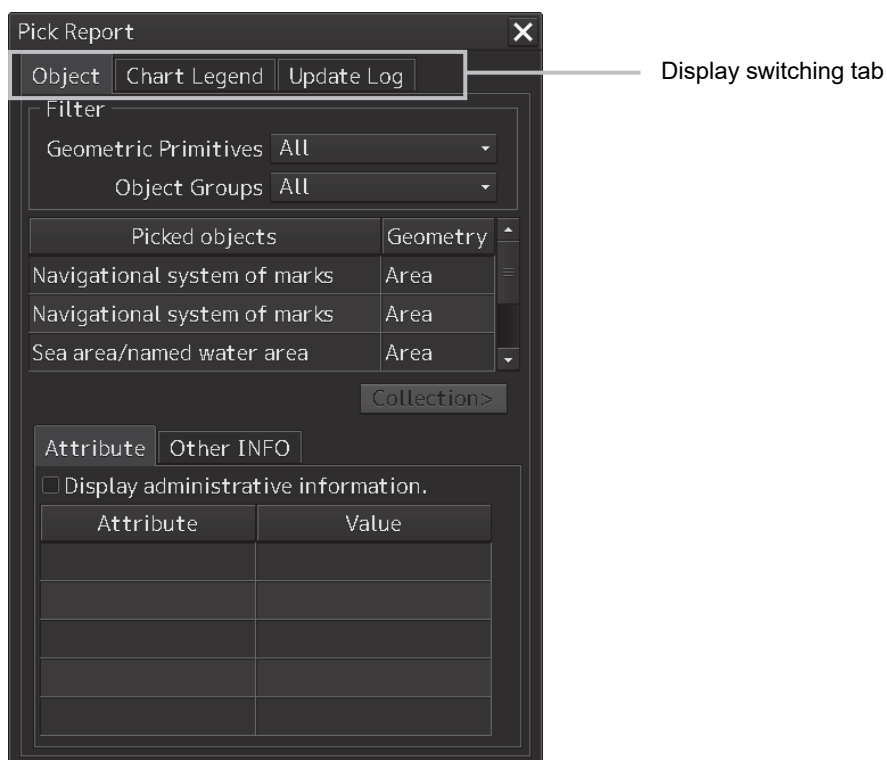 Pick Report
Object Chart Legend Update Log
Display switching tab
Filter
Geometric Primitives All
Object Groups All
Picked objects Geometry
Navigational system of marks Area
Navigational system of marks Area
Sea area/named water area Area
Collection>
Attribute Other INFO
Display administrative information.
Attribute Value